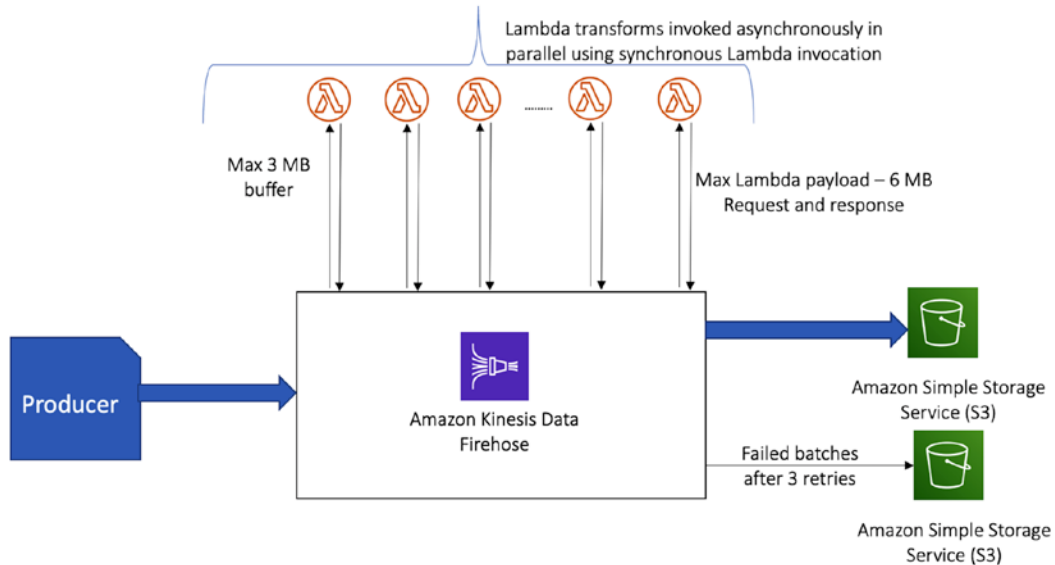 Lambda transforms invoked asynchronously in
parallel using synchronous Lambda invocation
Max 3 MB
buffer
Max Lambda payload – 6 MB
Request and response
Producer
Amazon Kinesis Data
Firehose
Amazon Simple Storage
Service (S3)
Failed batches
after 3 retries
Amazon Simple Storage
Service (S3)